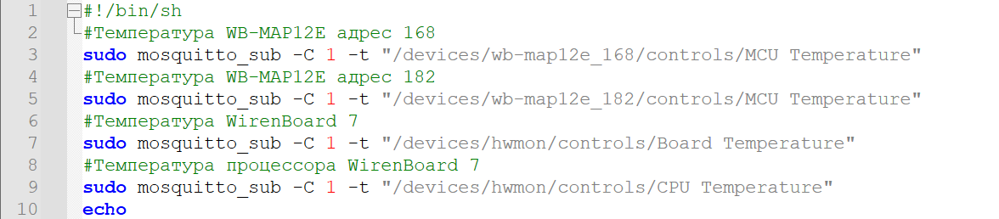 1 #!/bin/sh
2 #Температура WB-MAP12E адрес 168
3 sudo mosquitto_sub -C 1 -t "/devices/wb-map12e_168/controls/MCU Temperature"
4 #Температура WB-MAP12E адрес 182
5 sudo mosquitto_sub -C 1 -t "/devices/wb-map12e_182/controls/MCU Temperature"
6 #Температура WirenBoard 7
7 sudo mosquitto_sub -C 1 -t "/devices/hwmon/controls/Board Temperature"
8 #Температура процессора WirenBoard 7
9 sudo mosquitto_sub -C 1 -t "/devices/hwmon/controls/CPU Temperature"
10 echo